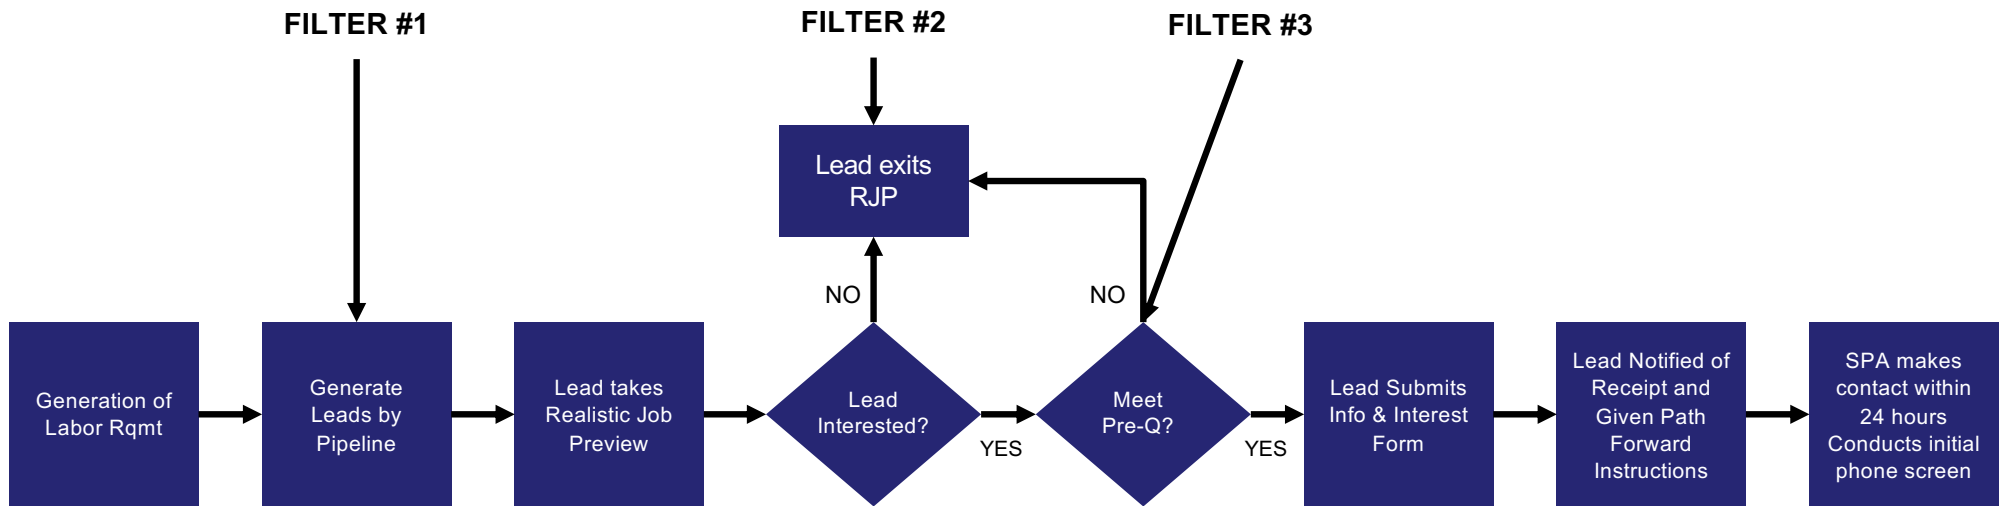 FILTER #1
FILTER #2
FILTER #3
Lead exits
RJP
NO
NO
Generation of
Labor Rqmt
Generate
Leads by
Pipeline
Lead takes
Realistic Job
Preview
Lead
Interested?
YES
Meet
Pre-Q?
YES
Lead Submits
Info & Interest
Form
Lead Notified of
Receipt and
Given Path
Forward
Instructions
SPA makes
contact within
24 hours
Conducts initial
phone screen